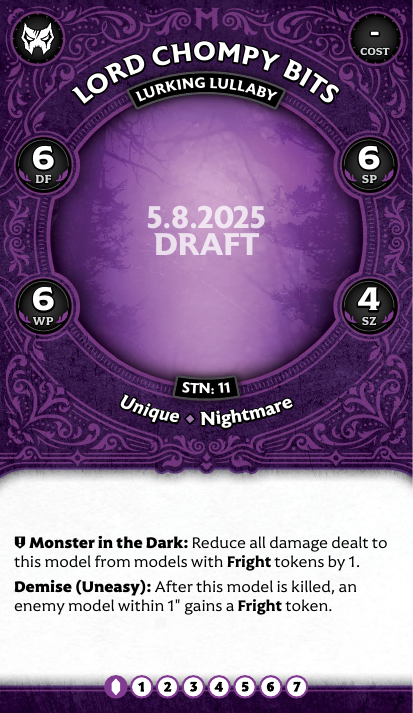 LORD CHOMPY BITS
LURKING LULLABY
-
COST
6
DF
6
SP
5.8.2025
DRAFT
6
WP
4
SZ
STN: 11
Unique ◆ Nightmare
Monster in the Dark: Reduce all damage dealt to
this model from models with Fright tokens by 1.
Demise (Uneasy): After this model is killed, an
enemy model within 1" gains a Fright token.
1 2 3 4 5 6 7